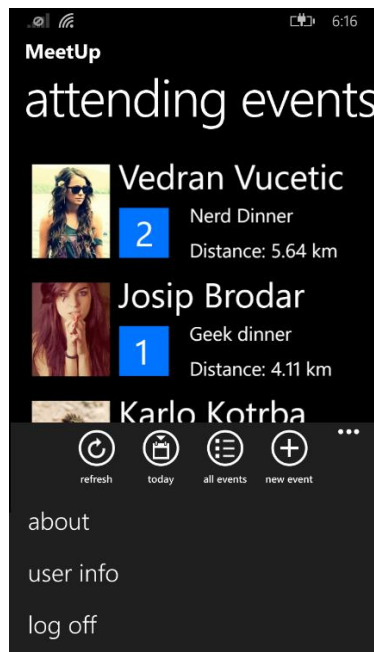 6:16
MeetUp
attending events
Vedran Vucetic
2
Nerd Dinner
Distance: 5.64 km
Josip Brodar
1
Geek dinner
Distance: 4.11 km
Karlo Kotrba
refresh
today
all events
new event
about
user info
log off